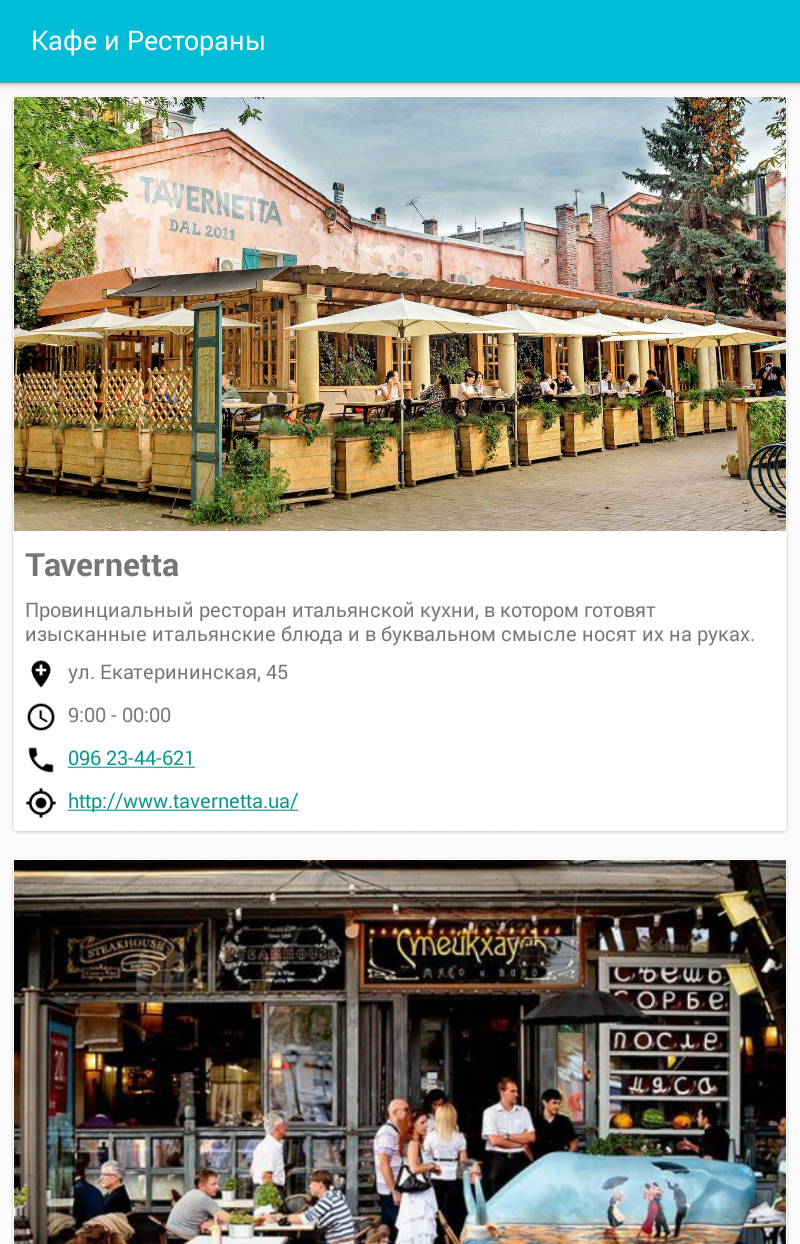 Кафе и Рестораны
TAVERNETTA
DAL 2011
Tavernetta
Провинциальный ресторан итальянской кухни, в котором готовят
изысканные итальянские блюда и в буквальном смысле носят их на руках.
ул. Екатерининская, 45
9:00 - 00:00
096 23-44-621
http://www.tavernetta.ua/
STEAKHOUSE
STEAKHOUSE
Стейкхаус
мясо и вино
СЪЕШЬ
СОРБЕ
ПОСЛЕ
МЯСА